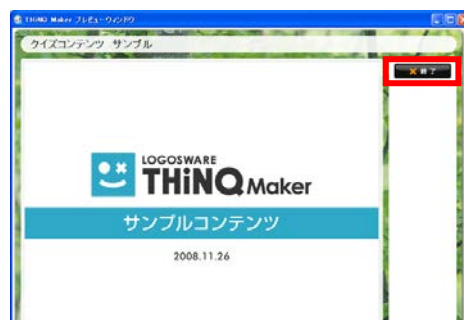 THiNQ Maker プレビューウィンドウ
クイズコンテンツ サンプル
終了
LOGOSWARE
THiNQ Maker
サンプルコンテンツ
2008.11.26